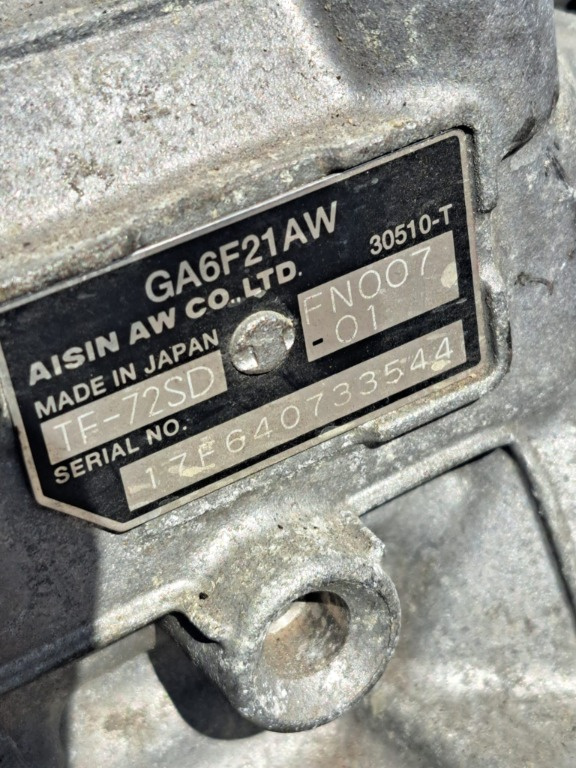 GA6F21AW
30510-T
AISIN AW CO.,LTD.
MADE IN JAPAN
FN007
-01
TF-72SD
SERIAL NO.
17F640733544